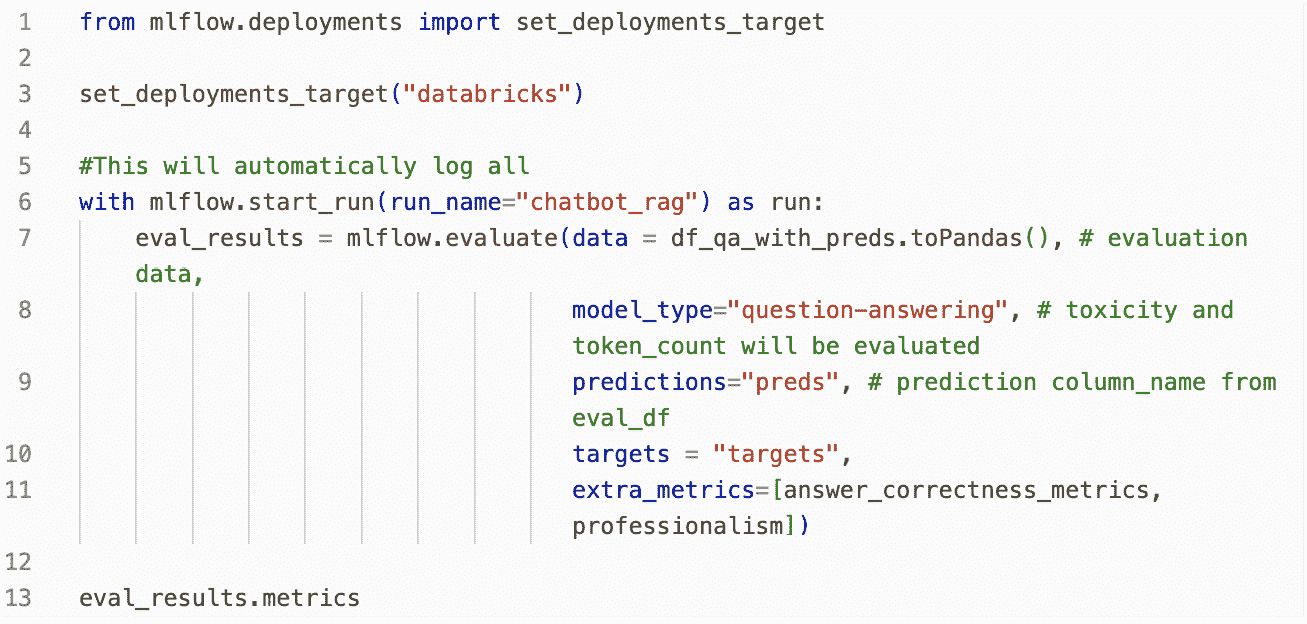 1 from mlflow.deployments import set_deployments_target
2
3 set_deployments_target("databricks")
4
5 #This will automatically log all
6 with mlflow.start_run(run_name="chatbot_rag") as run:
7 eval_results = mlflow.evaluate(data = df_qa_with_preds.toPandas(), # evaluation
data,
8 model_type="question-answering", # toxicity and
token_count will be evaluated
9 predictions="preds", # prediction column_name from
eval_df
10 targets = "targets",
11 extra_metrics=[answer_correctness_metrics,
professionalism])
12
13 eval_results.metrics